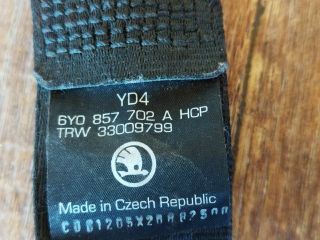 YD4
6Y0 857 702 A HCP
TRW 33009799
Made in Czech Republic